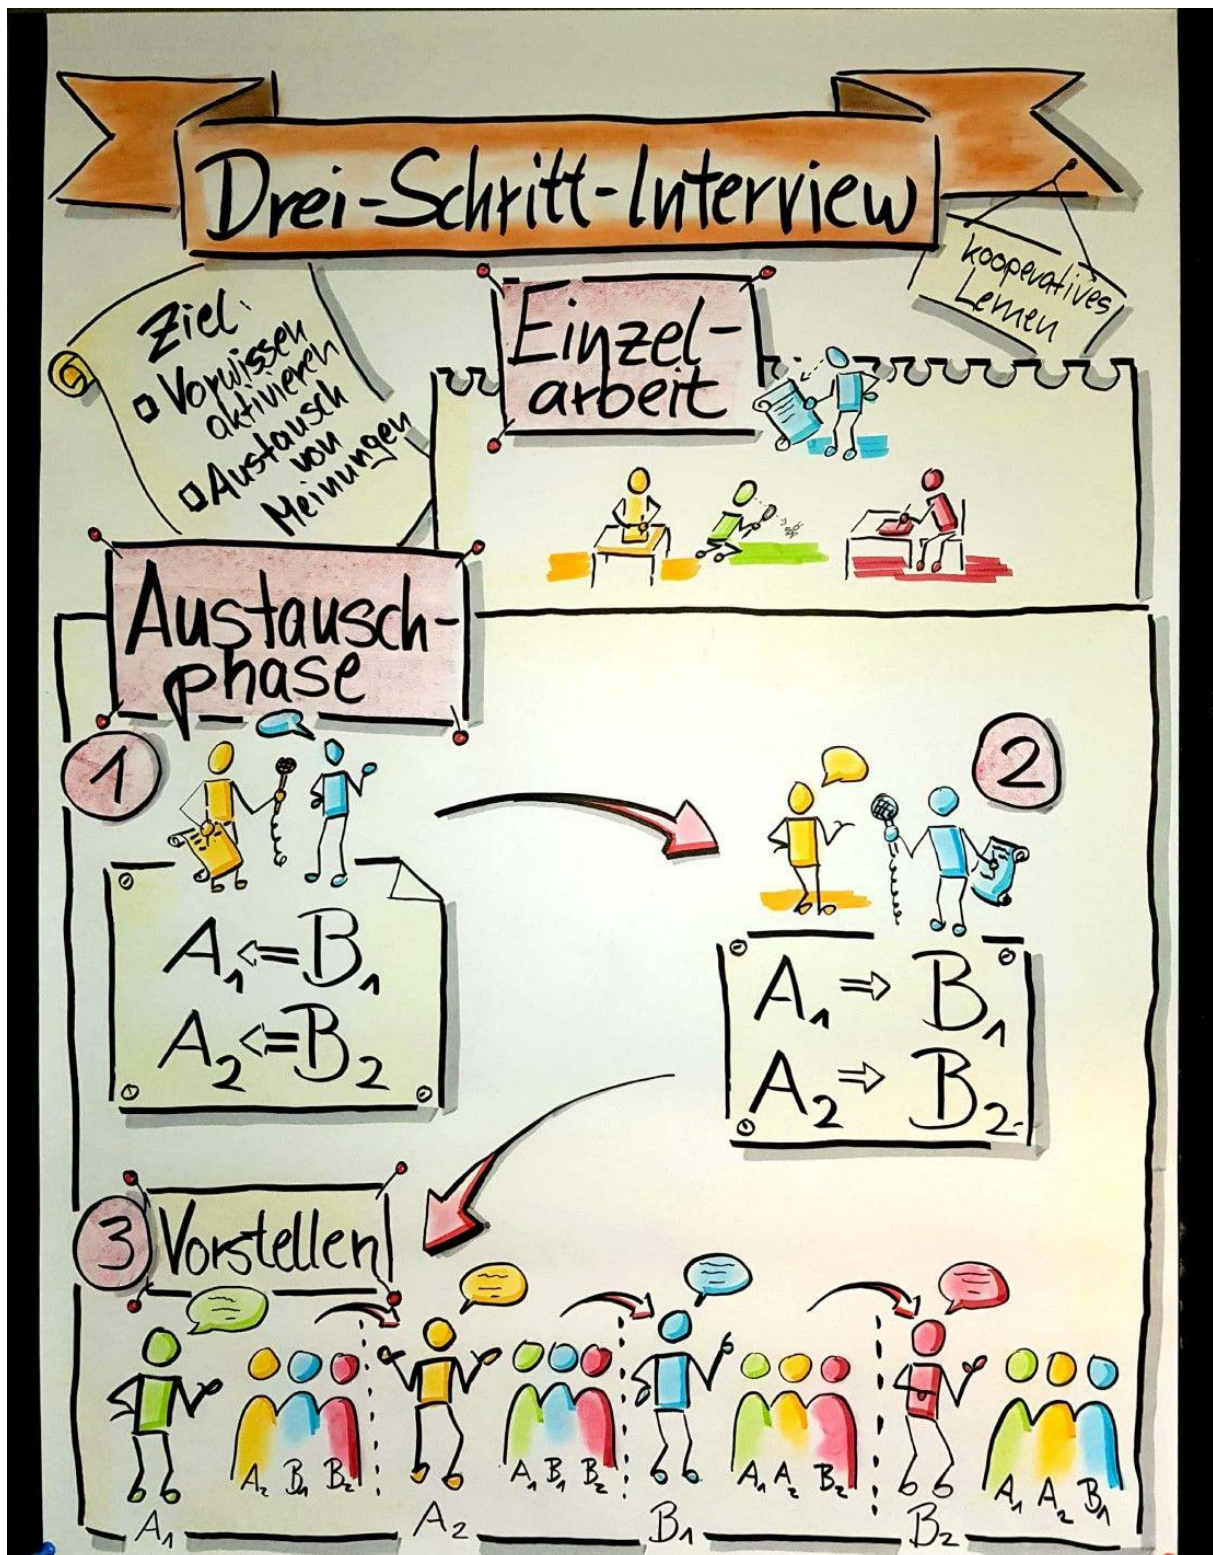 Drei-Schritt-Interview
kooperatives
Lernen
Ziel:
Vorwissen
aktivieren
Austausch
von
Meinungen
Einzel-
arbeit
Austausch-
phase
1
A₁⇐B₁
A₂⇐B₂
2
A₁⇒B₁
A₂⇒B₂
3 Vorstellen
A₂ B₁ B₂
A₁ B₁ B₂
A₁ A₂ B₂
A₁ A₂ B₁
A₁ A₂ B₁ B₂